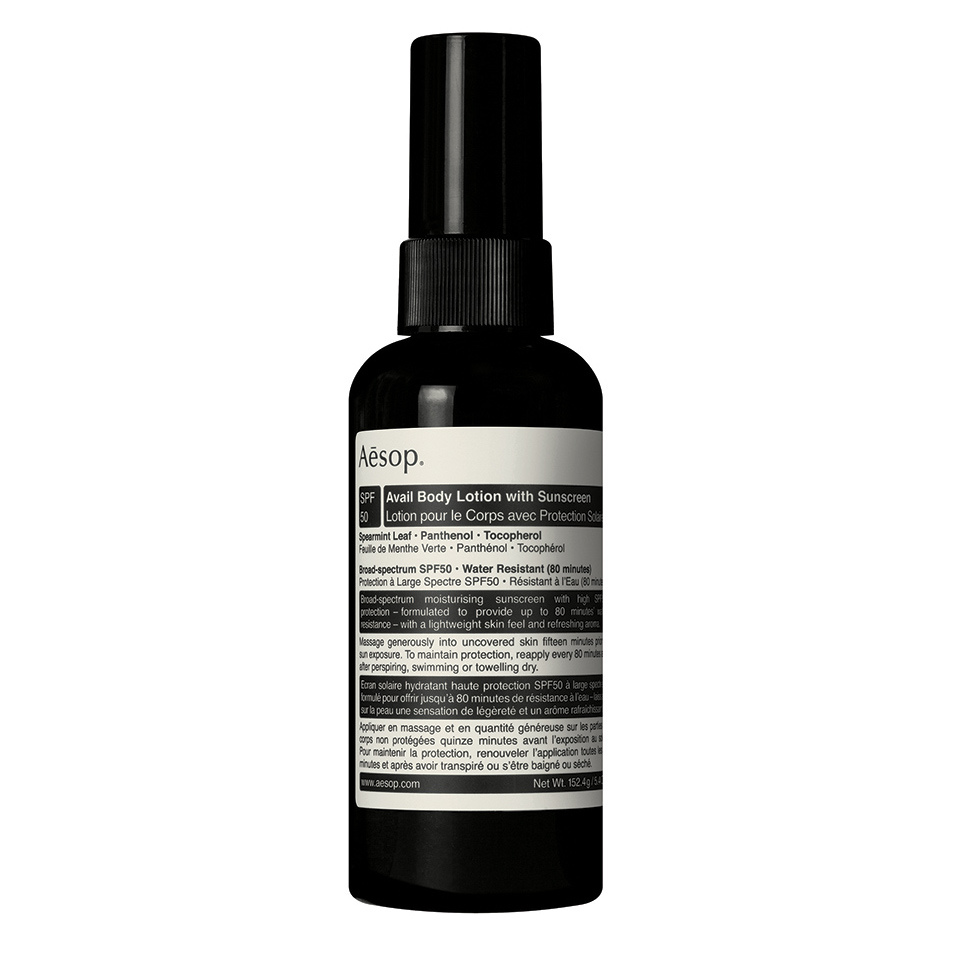 Aēsop.
SPF
50
Avail Body Lotion with Sunscreen
Lotion pour le Corps avec Protection
Spearmint Leaf · Panthenol · Tocopherol
Feuille de Menthe Verte · Panthénol · Tocophérol
Broad-spectrum SPF50 · Water Resistant (80 minutes)
Protection à Large Spectre SPF50 · Résistant à l'Eau (80
Broad-spectrum moisturising sunscreen with high
protection – formulated to provide up to 80 minutes'
resistance – with a lightweight skin feel and refreshing aroma.
Massage generously into uncovered skin fifteen minutes
sun exposure. To maintain protection, reapply every 80 minutes
after perspiring, swimming or towelling dry.
Ecran solaire hydratant haute protection SPF50 à large
formulé pour offrir jusqu'à 80 minutes de résistance à l'eau –
sur la peau une sensation de légèreté et un arôme
Appliquer en massage et en quantité généreuse sur les
corps non protégées quinze minutes avant l'exposition au
Pour maintenir la protection, renouveler l'application toutes
minutes et après avoir transpiré ou s'être baigné ou séché.
www.aesop.com
Net Wt. 152.4g /